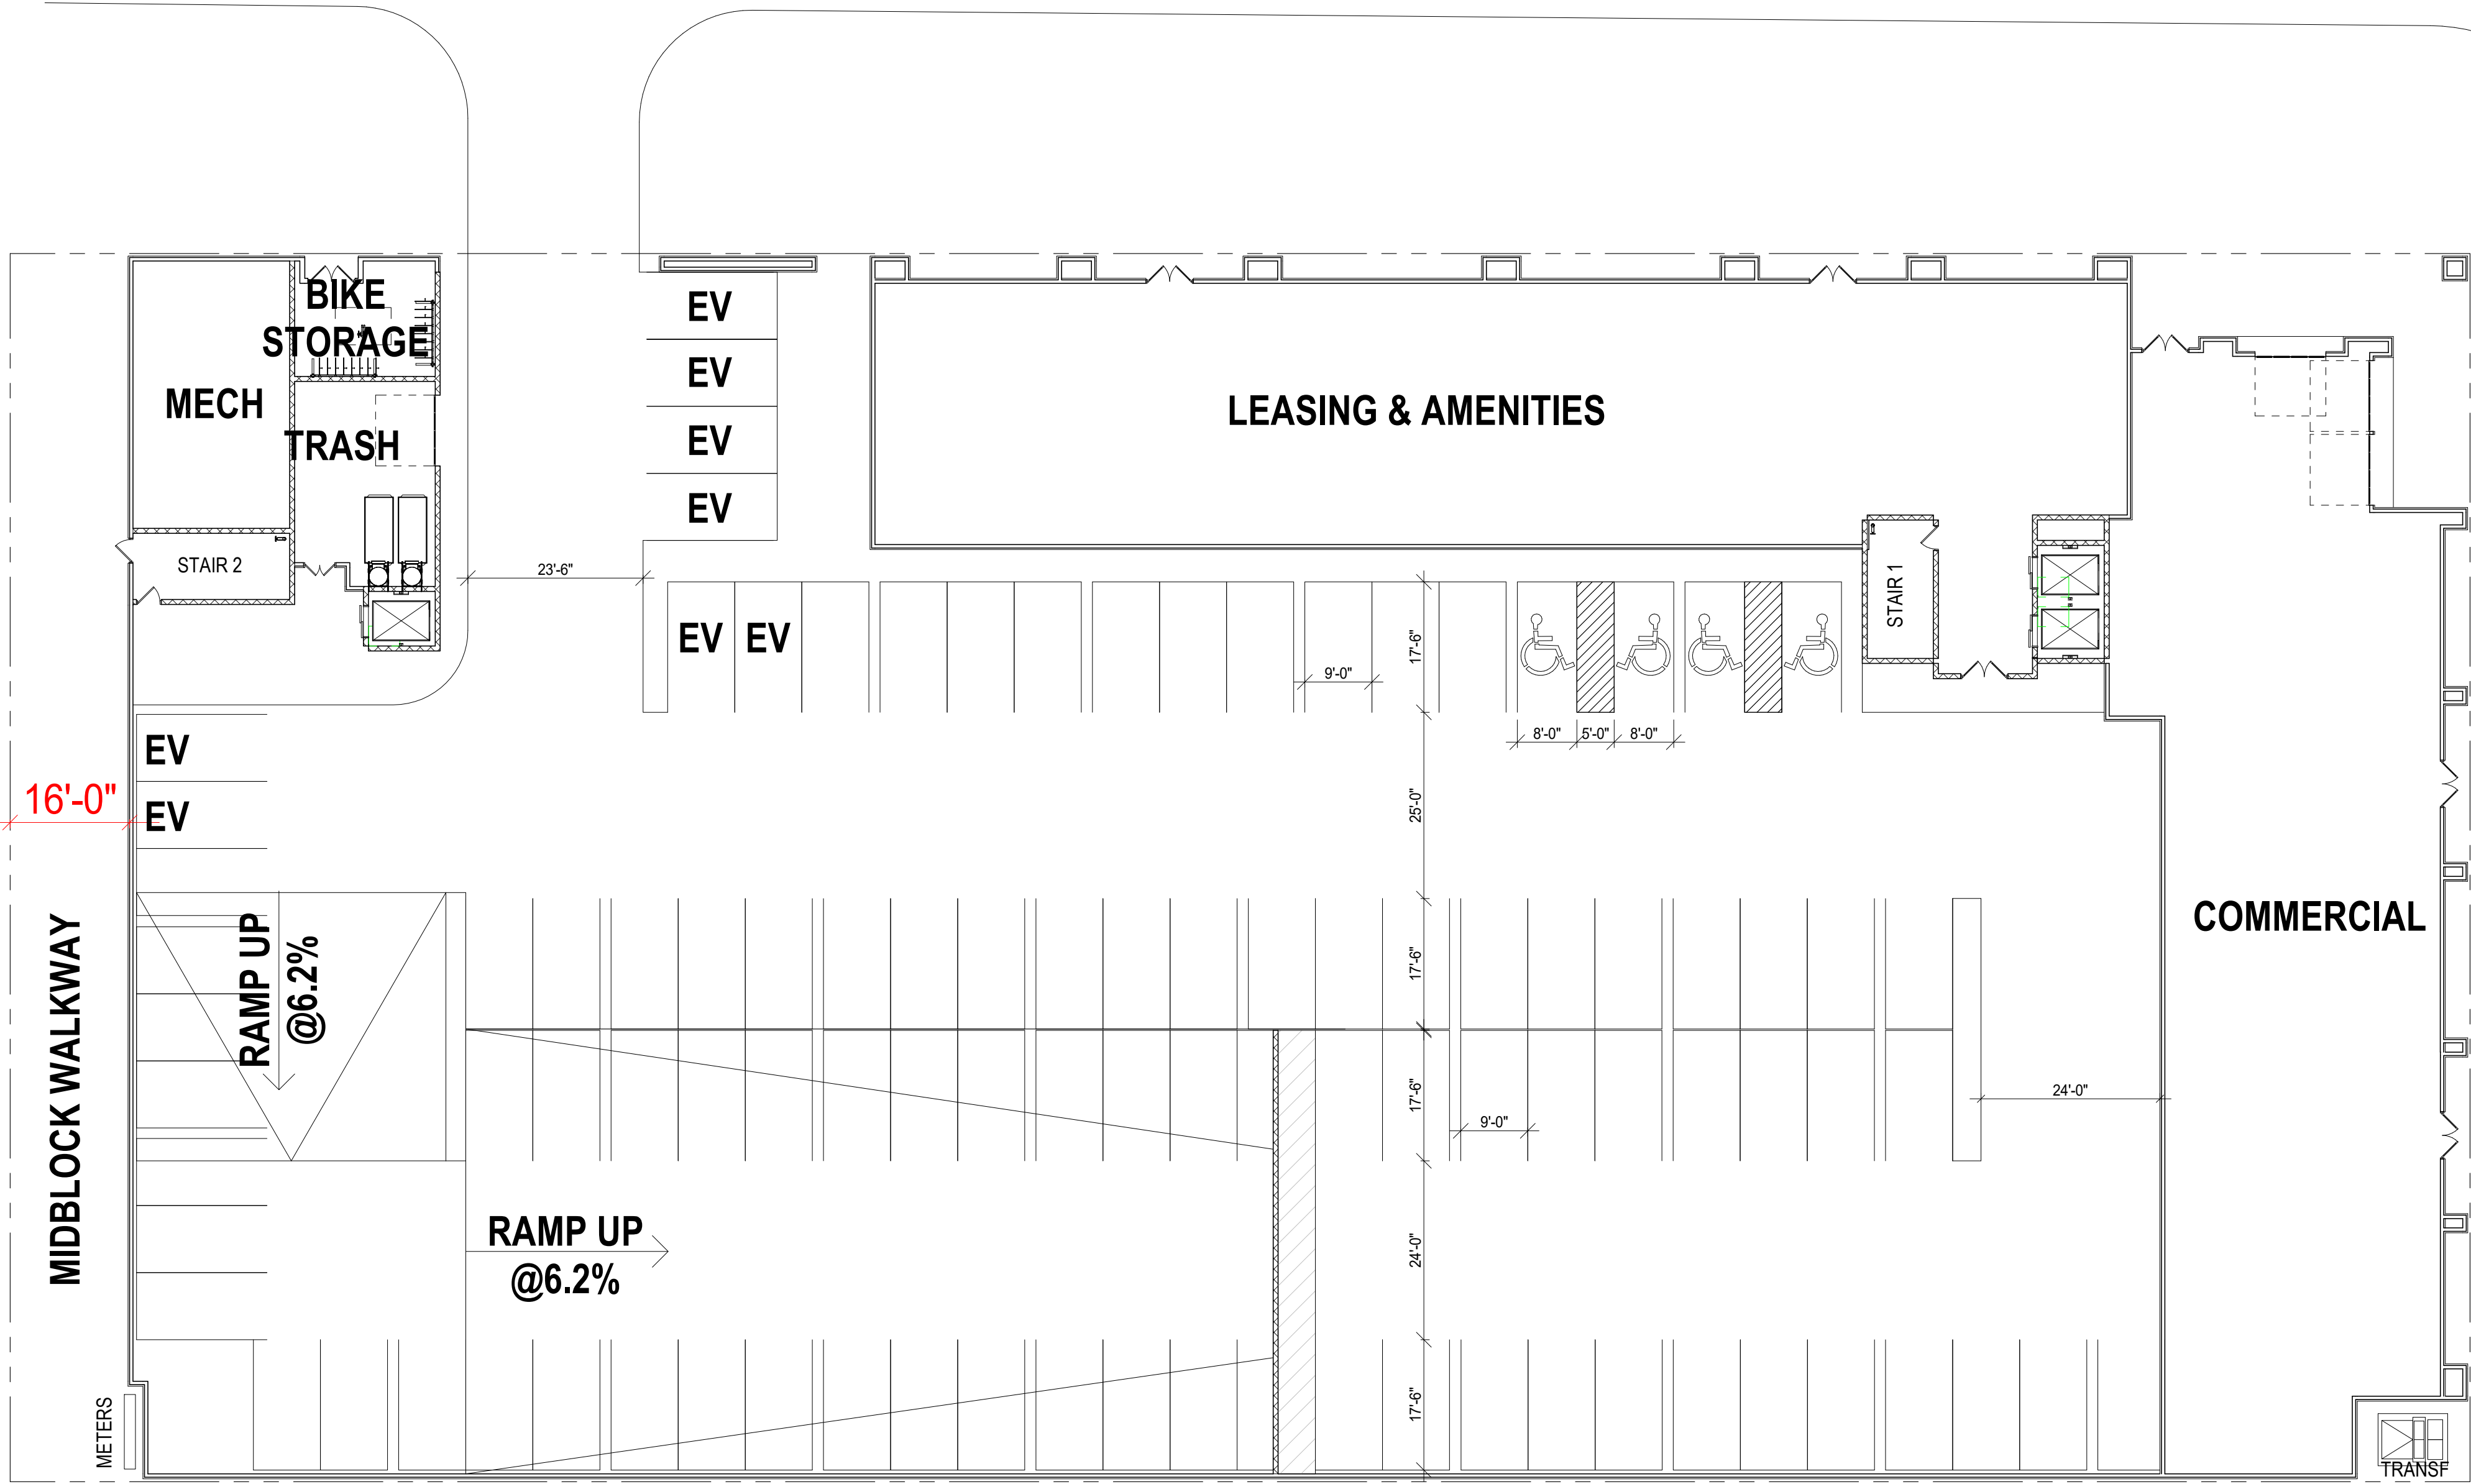 BIKE
STORAGE
MECH
TRASH
STAIR 2
EV
EV
EV
EV
LEASING & AMENITIES
23'-6"
EV
EV
9'-0"
17'-6"
8'-0"
5'-0"
8'-0"
STAIR 1
EV
EV
16'-0"
25'-0"
MIDBLOCK WALKWAY
RAMP UP
@6.2%
17'-6"
COMMERCIAL
17'-6"
9'-0"
24'-0"
RAMP UP
@6.2%
24'-0"
17'-6"
METERS
TRANSF